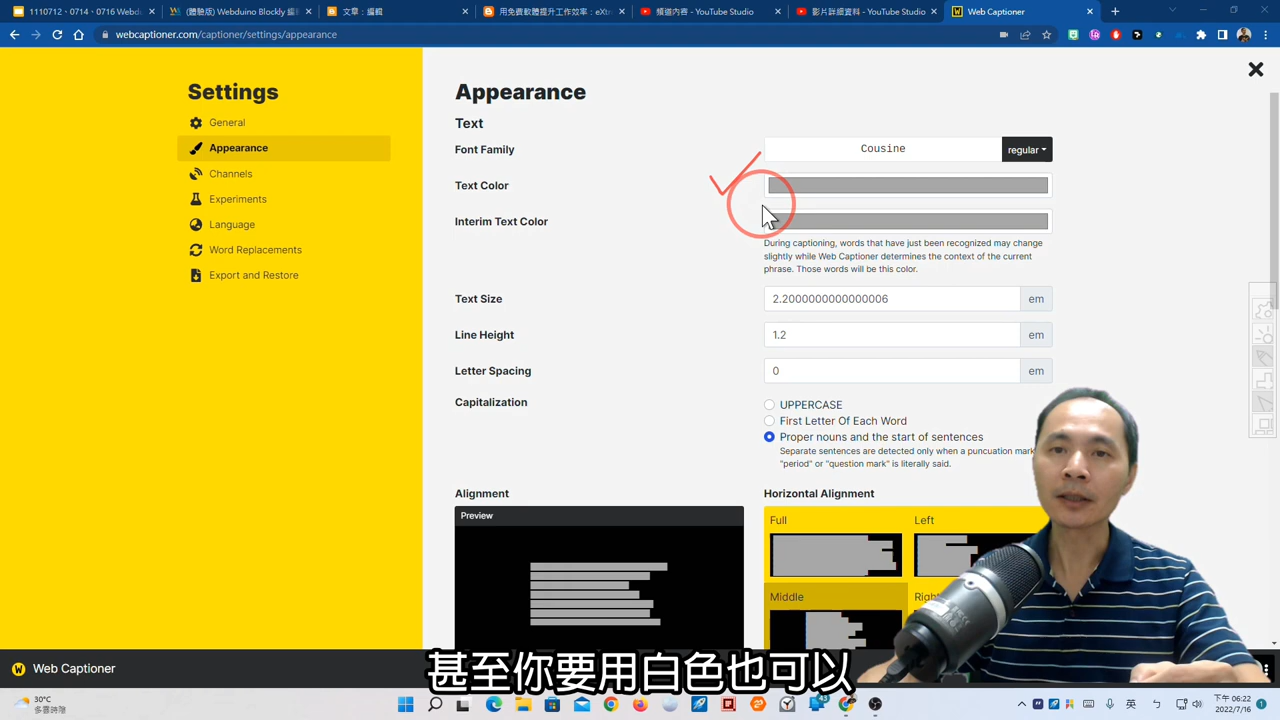 1110712、0714、0716 Webdu
(體驗版) Webduino Blockly 編
文章：編輯
用免費軟體提升工作效率：eXtr
頻道內容 - YouTube Studio
影片詳細資料 - YouTube Studio
Web Captioner
webcaptioner.com/captioner/settings/appearance
Settings
General
Appearance
Channels
Experiments
Language
Word Replacements
Export and Restore
Appearance
Text
Font Family
Cousine
regular
Text Color
Interim Text Color
During captioning, words that have just been recognized may change
slightly while Web Captioner determines the context of the current
phrase. Those words will be this color.
Text Size
2.2000000000000006
em
Line Height
1.2
em
Letter Spacing
0
em
Capitalization
UPPERCASE
First Letter Of Each Word
Proper nouns and the start of sentences
Separate sentences are detected only when a puncuation mark
"period" or "question mark" is literally said.
Alignment
Preview
Horizontal Alignment
Full
Left
Middle
Righ
Web Captioner
甚至你要用白色也可以
30°C
多雲時晴
英
下午 06:22
2022/7/16